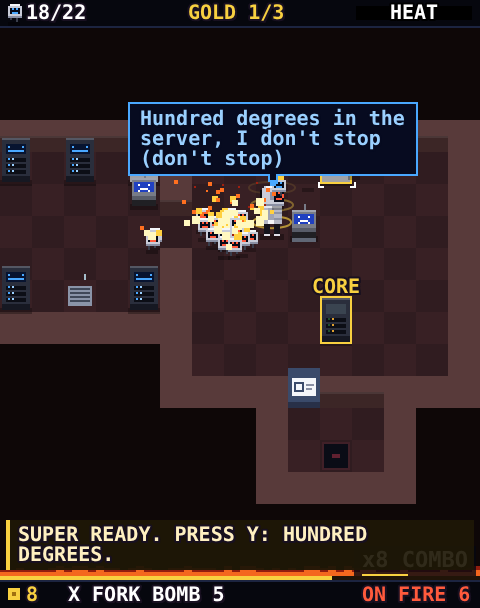 18/22 GOLD 1/3 HEAT
Hundred degrees in the
server, I don't stop
(don't stop)
CORE
SUPER READY. PRESS Y: HUNDRED
DEGREES.
x8 COMBO
8 X FORK BOMB 5 ON FIRE 6